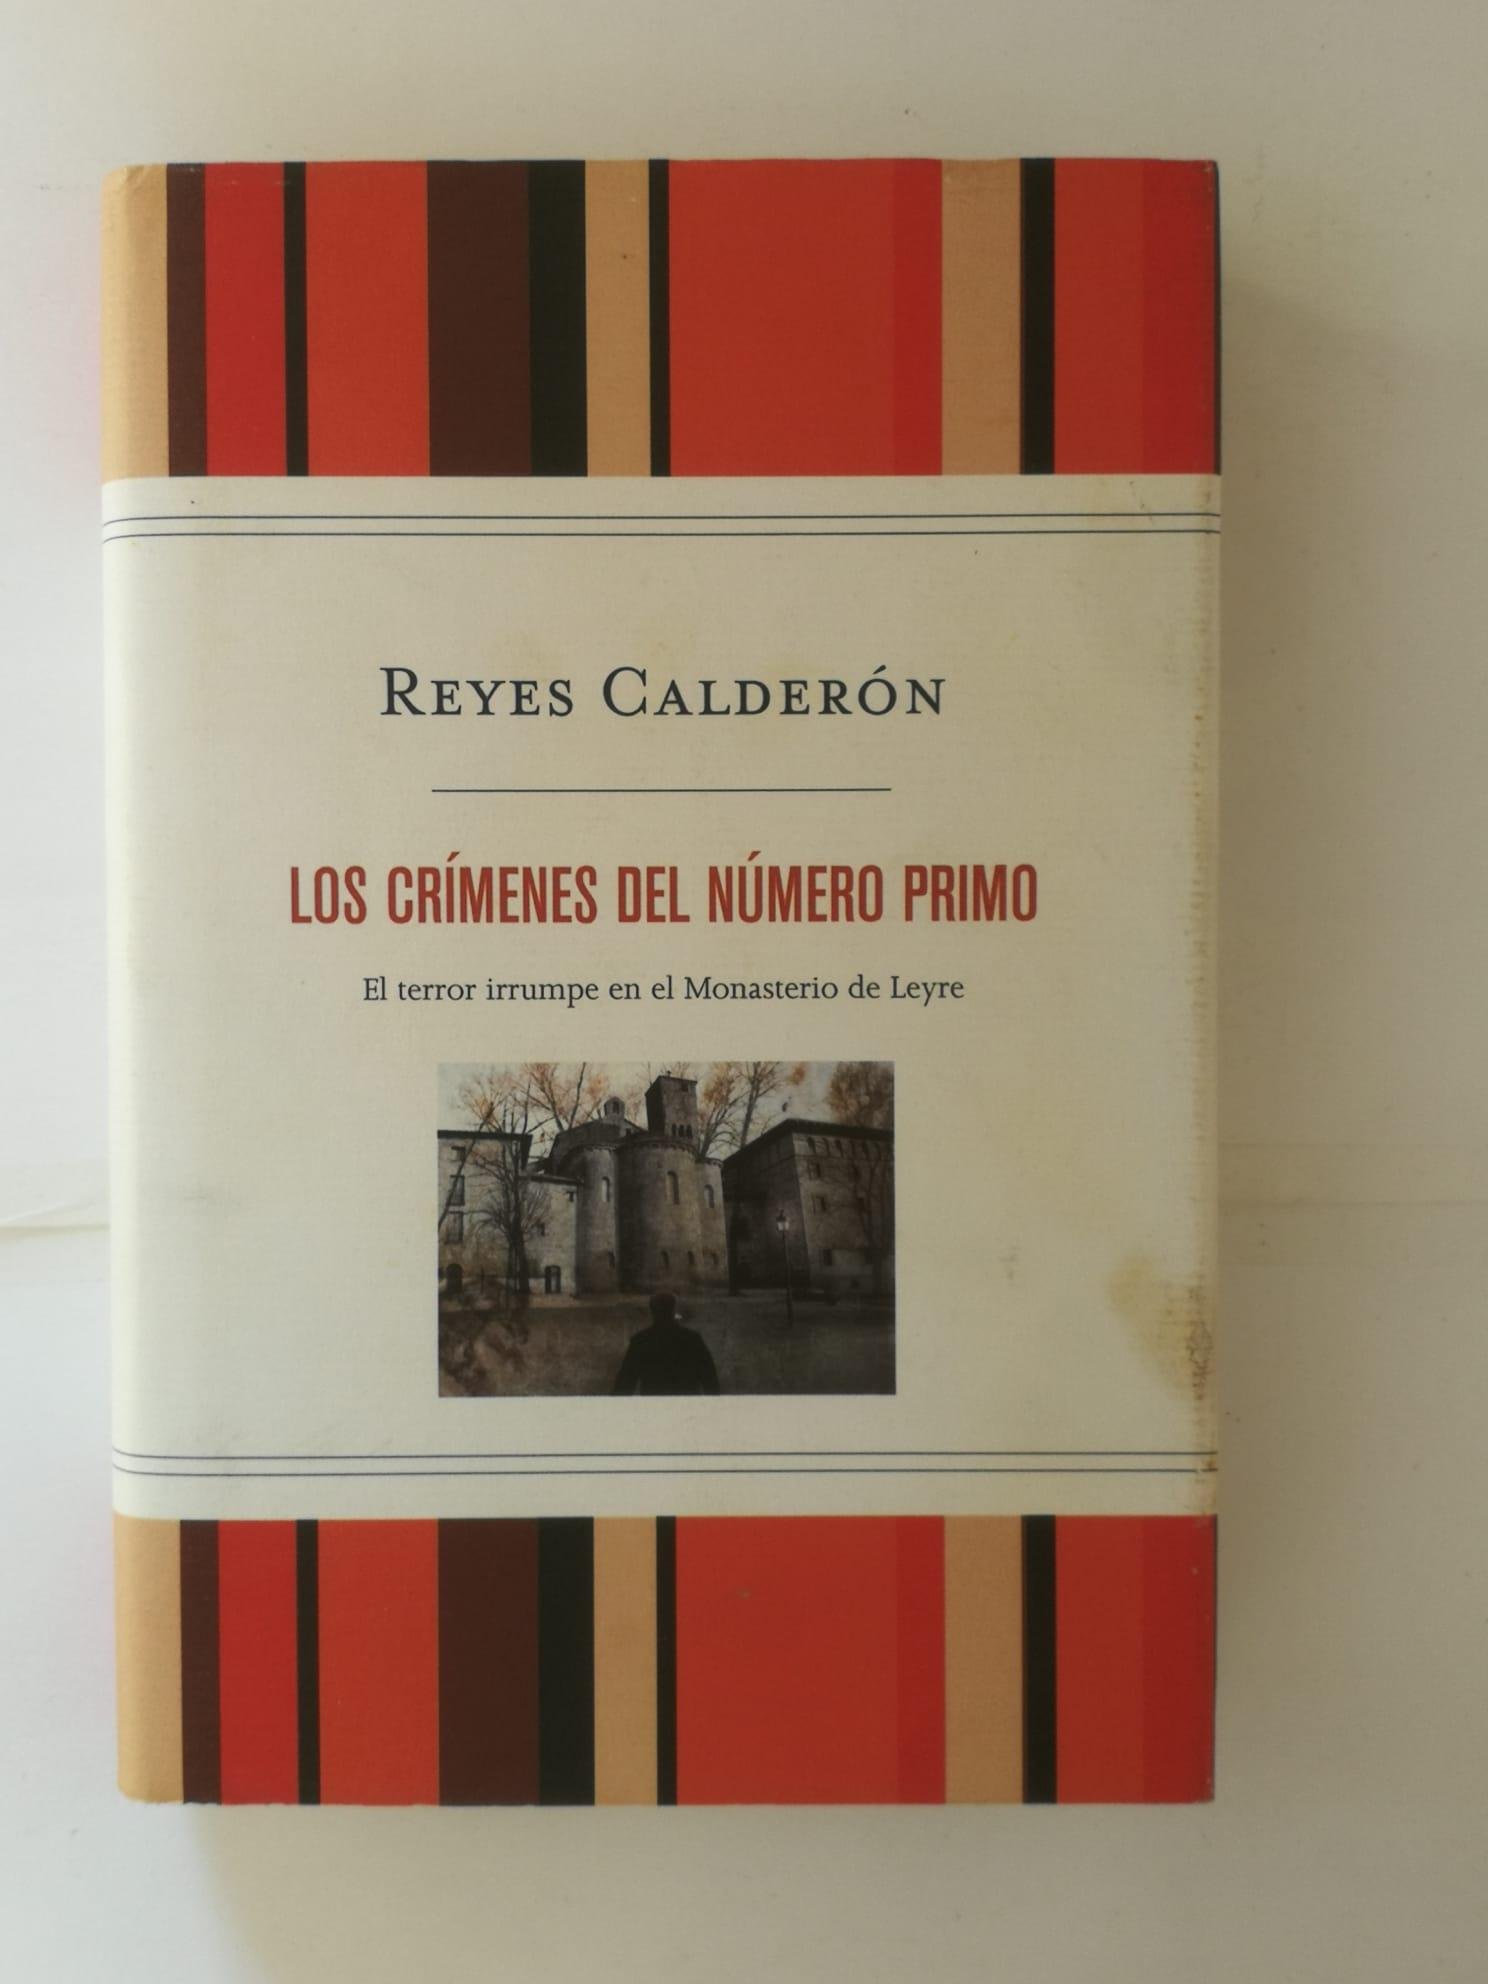 REYES CALDERÓN
LOS CRÍMENES DEL NÚMERO PRIMO
El terror irrumpe en el Monasterio de Leyre